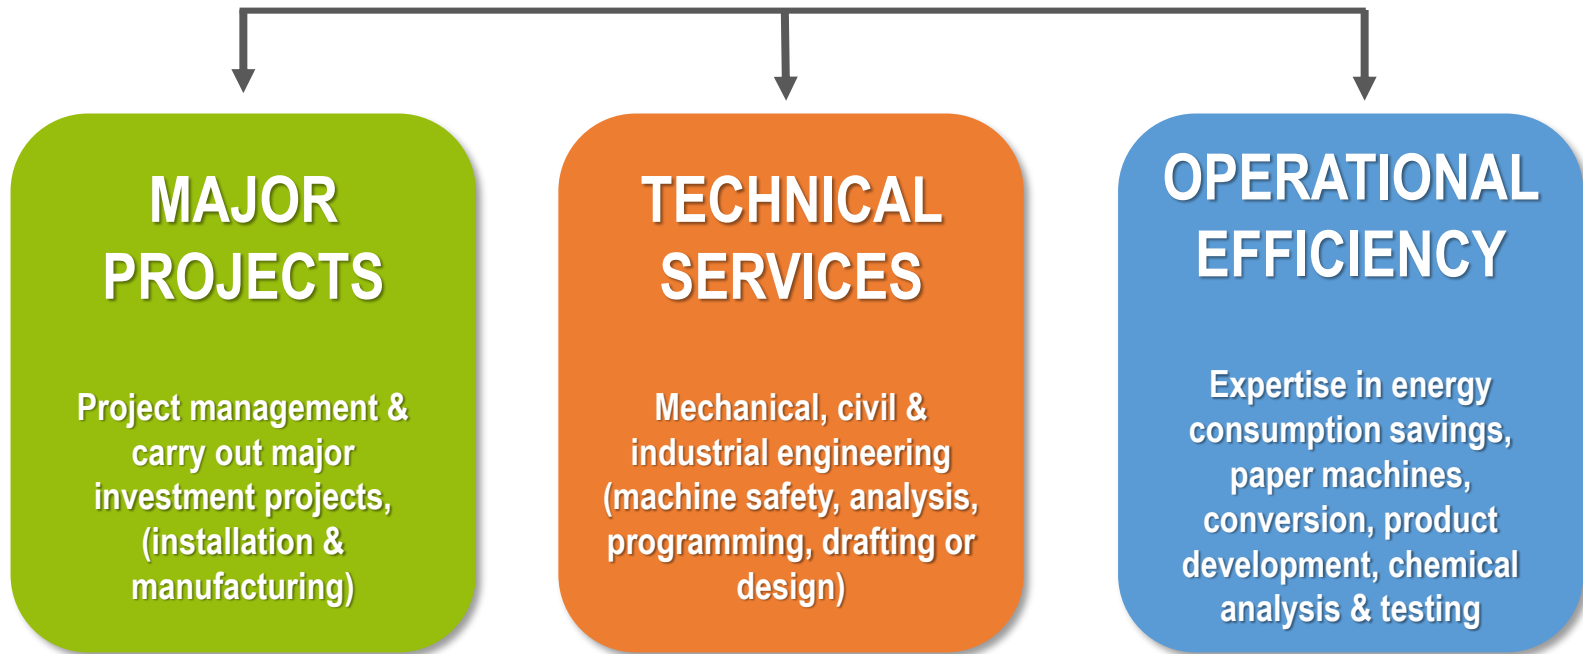 MAJOR
PROJECTS
Project management &
carry out major
investment projects,
(installation &
manufacturing)
TECHNICAL
SERVICES
Mechanical, civil &
industrial engineering
(machine safety, analysis,
programming, drafting or
design)
OPERATIONAL
EFFICIENCY
Expertise in energy
consumption savings,
paper machines,
conversion, product
development, chemical
analysis & testing